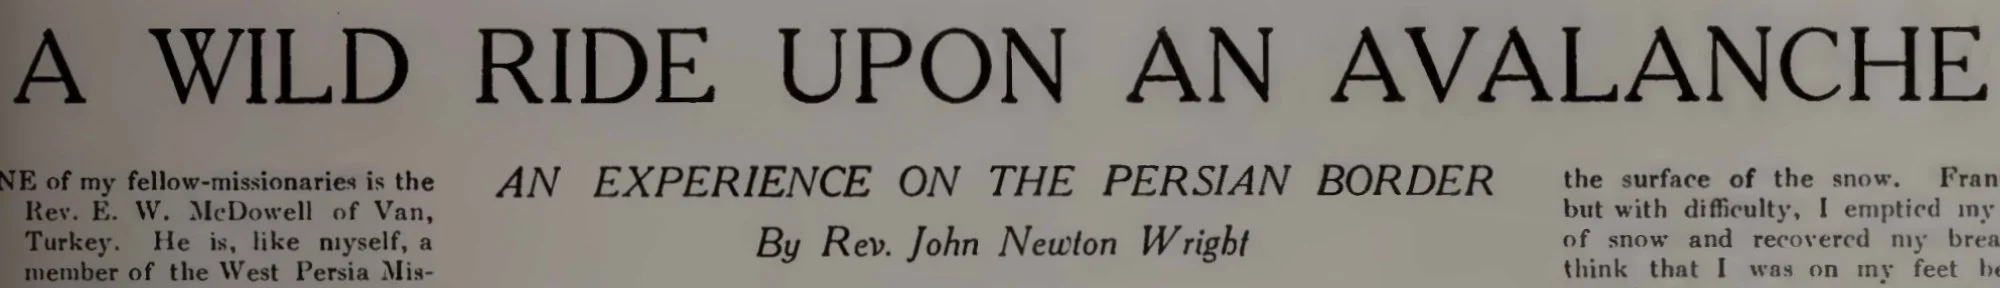 A WILD RIDE UPON AN AVALANCHE
AN EXPERIENCE ON THE PERSIAN BORDER
By Rev. John Newton Wright
NE of my fellow-missionaries is the
Rev. E. W. McDowell of Van,
Turkey. He is, like myself, a
member of the West Persia Mis-
the surface of the snow. Fran
but with difficulty, I emptied my
of snow and recovered my brea
think that I was on my feet be